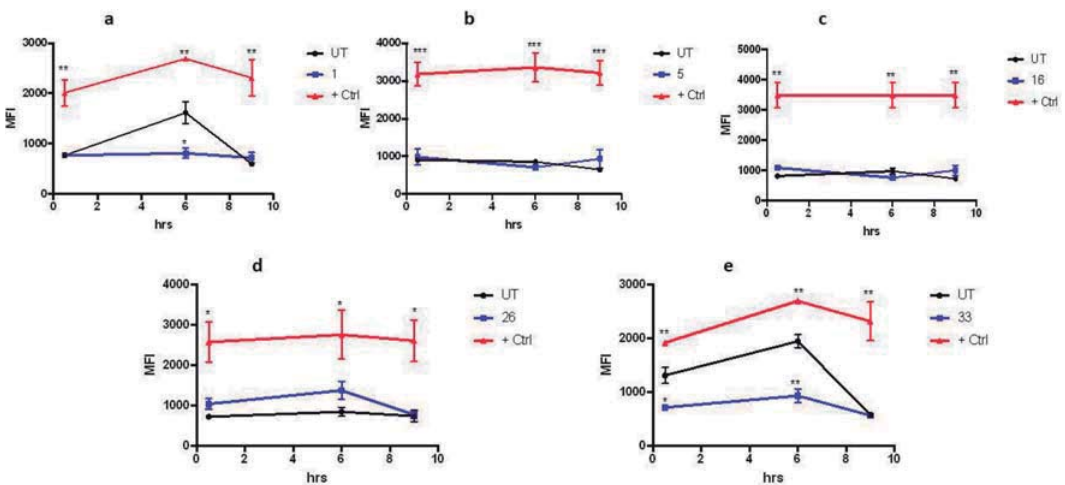 a
3000
2000
1000
0
MFI
0 2 4 6 8 10
hrs
** ** **
*
UT
1
+ Ctrl
b
4000
3000
2000
1000
0
MFI
0 2 4 6 8 10
hrs
*** *** ***
UT
5
+ Ctrl
c
5000
4000
3000
2000
1000
0
MFI
0 2 4 6 8 10
hrs
** ** **
UT
16
+ Ctrl
d
4000
3000
2000
1000
0
MFI
0 2 4 6 8 10
hrs
* * *
UT
26
+ Ctrl
e
3000
2000
1000
0
MFI
0 2 4 6 8 10
hrs
** ** **
* **
UT
33
+ Ctrl